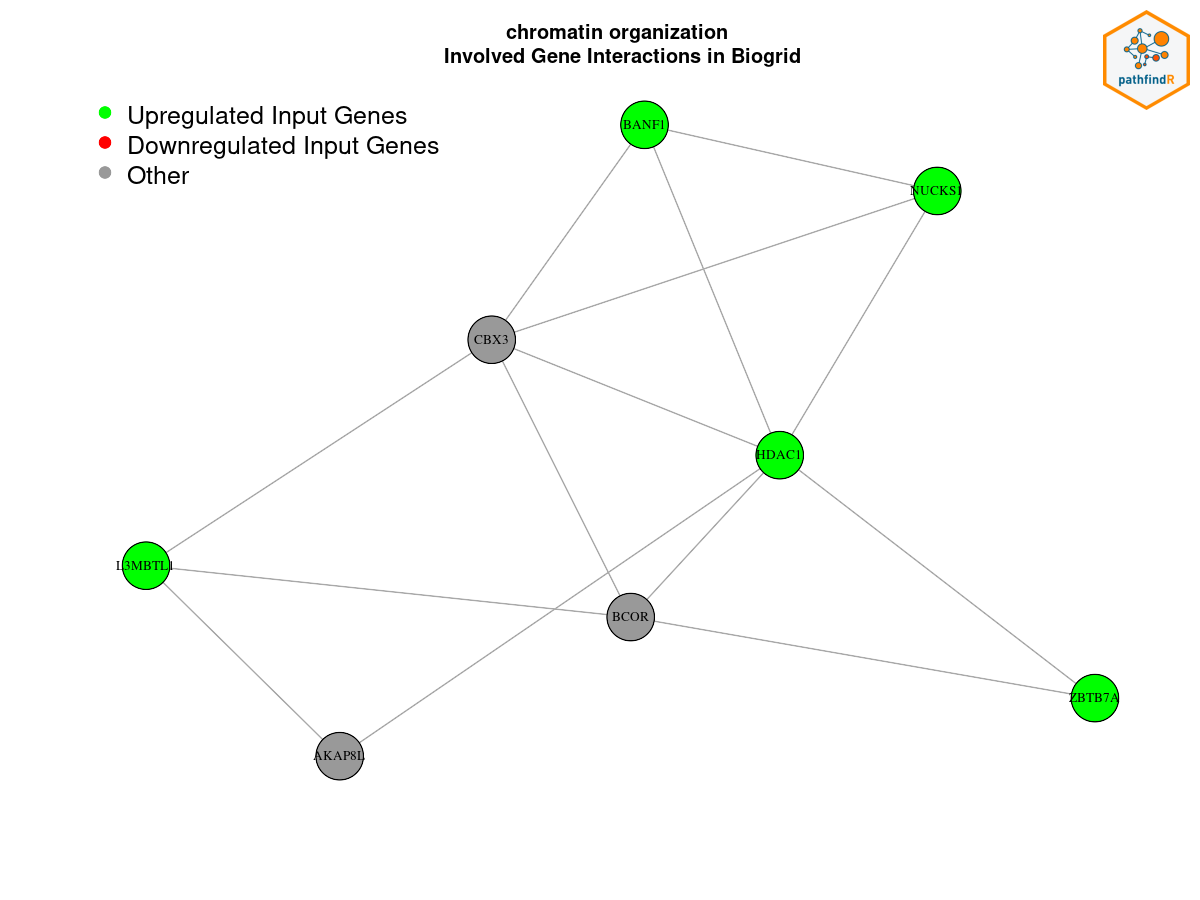 chromatin organization
Involved Gene Interactions in Biogrid
pathfindR
Upregulated Input Genes
Downregulated Input Genes
Other
BANF1
NUCKS1
CBX3
HDAC1
L3MBTL1
BCOR
ZBTB7A
AKAP8L